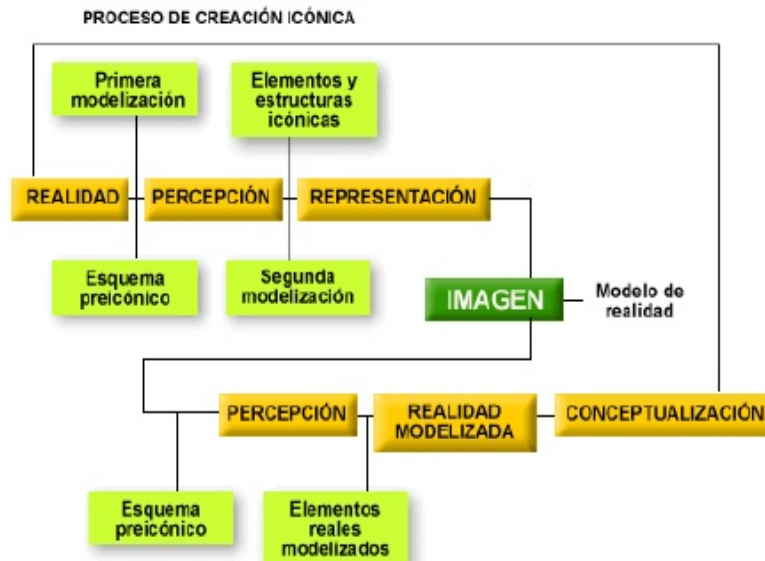 PROCESO DE CREACIÓN ICÓNICA
Primera
modelización
Elementos y
estructuras
icónicas
REALIDAD
PERCEPCIÓN
REPRESENTACIÓN
Esquema
preicónico
Segunda
modelización
IMAGEN
Modelo de
realidad
PERCEPCIÓN
REALIDAD
MODELIZADA
CONCEPTUALIZACIÓN
Esquema
preicónico
Elementos
reales
modelizados